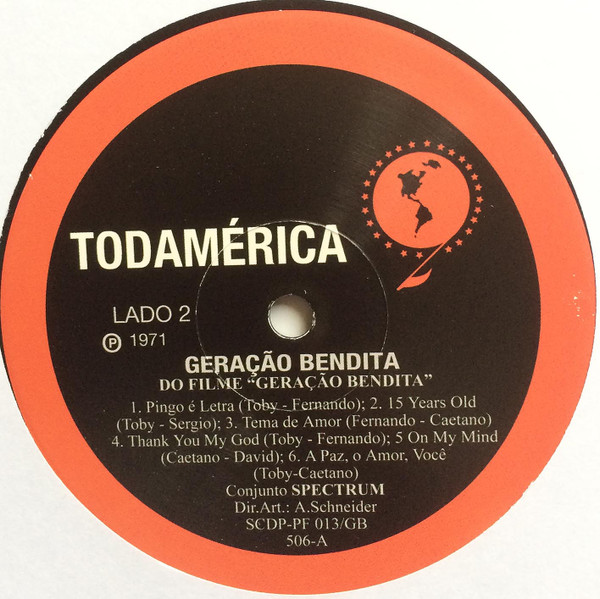 TODAMÉRICA
LADO 2
Ⓟ 1971
GERAÇÃO BENDITA
DO FILME “GERAÇÃO BENDITA”
1. Pingo é Letra (Toby - Fernando); 2. 15 Years Old
(Toby - Sergio); 3. Tema de Amor (Fernando - Caetano)
4. Thank You My God (Toby - Fernando); 5 On My Mind
(Caetano - David); 6. A Paz, o Amor, Você
(Toby-Caetano)
Conjunto SPECTRUM
Dir.Art.: A.Schneider
SCDP-PF 013/GB
506-A